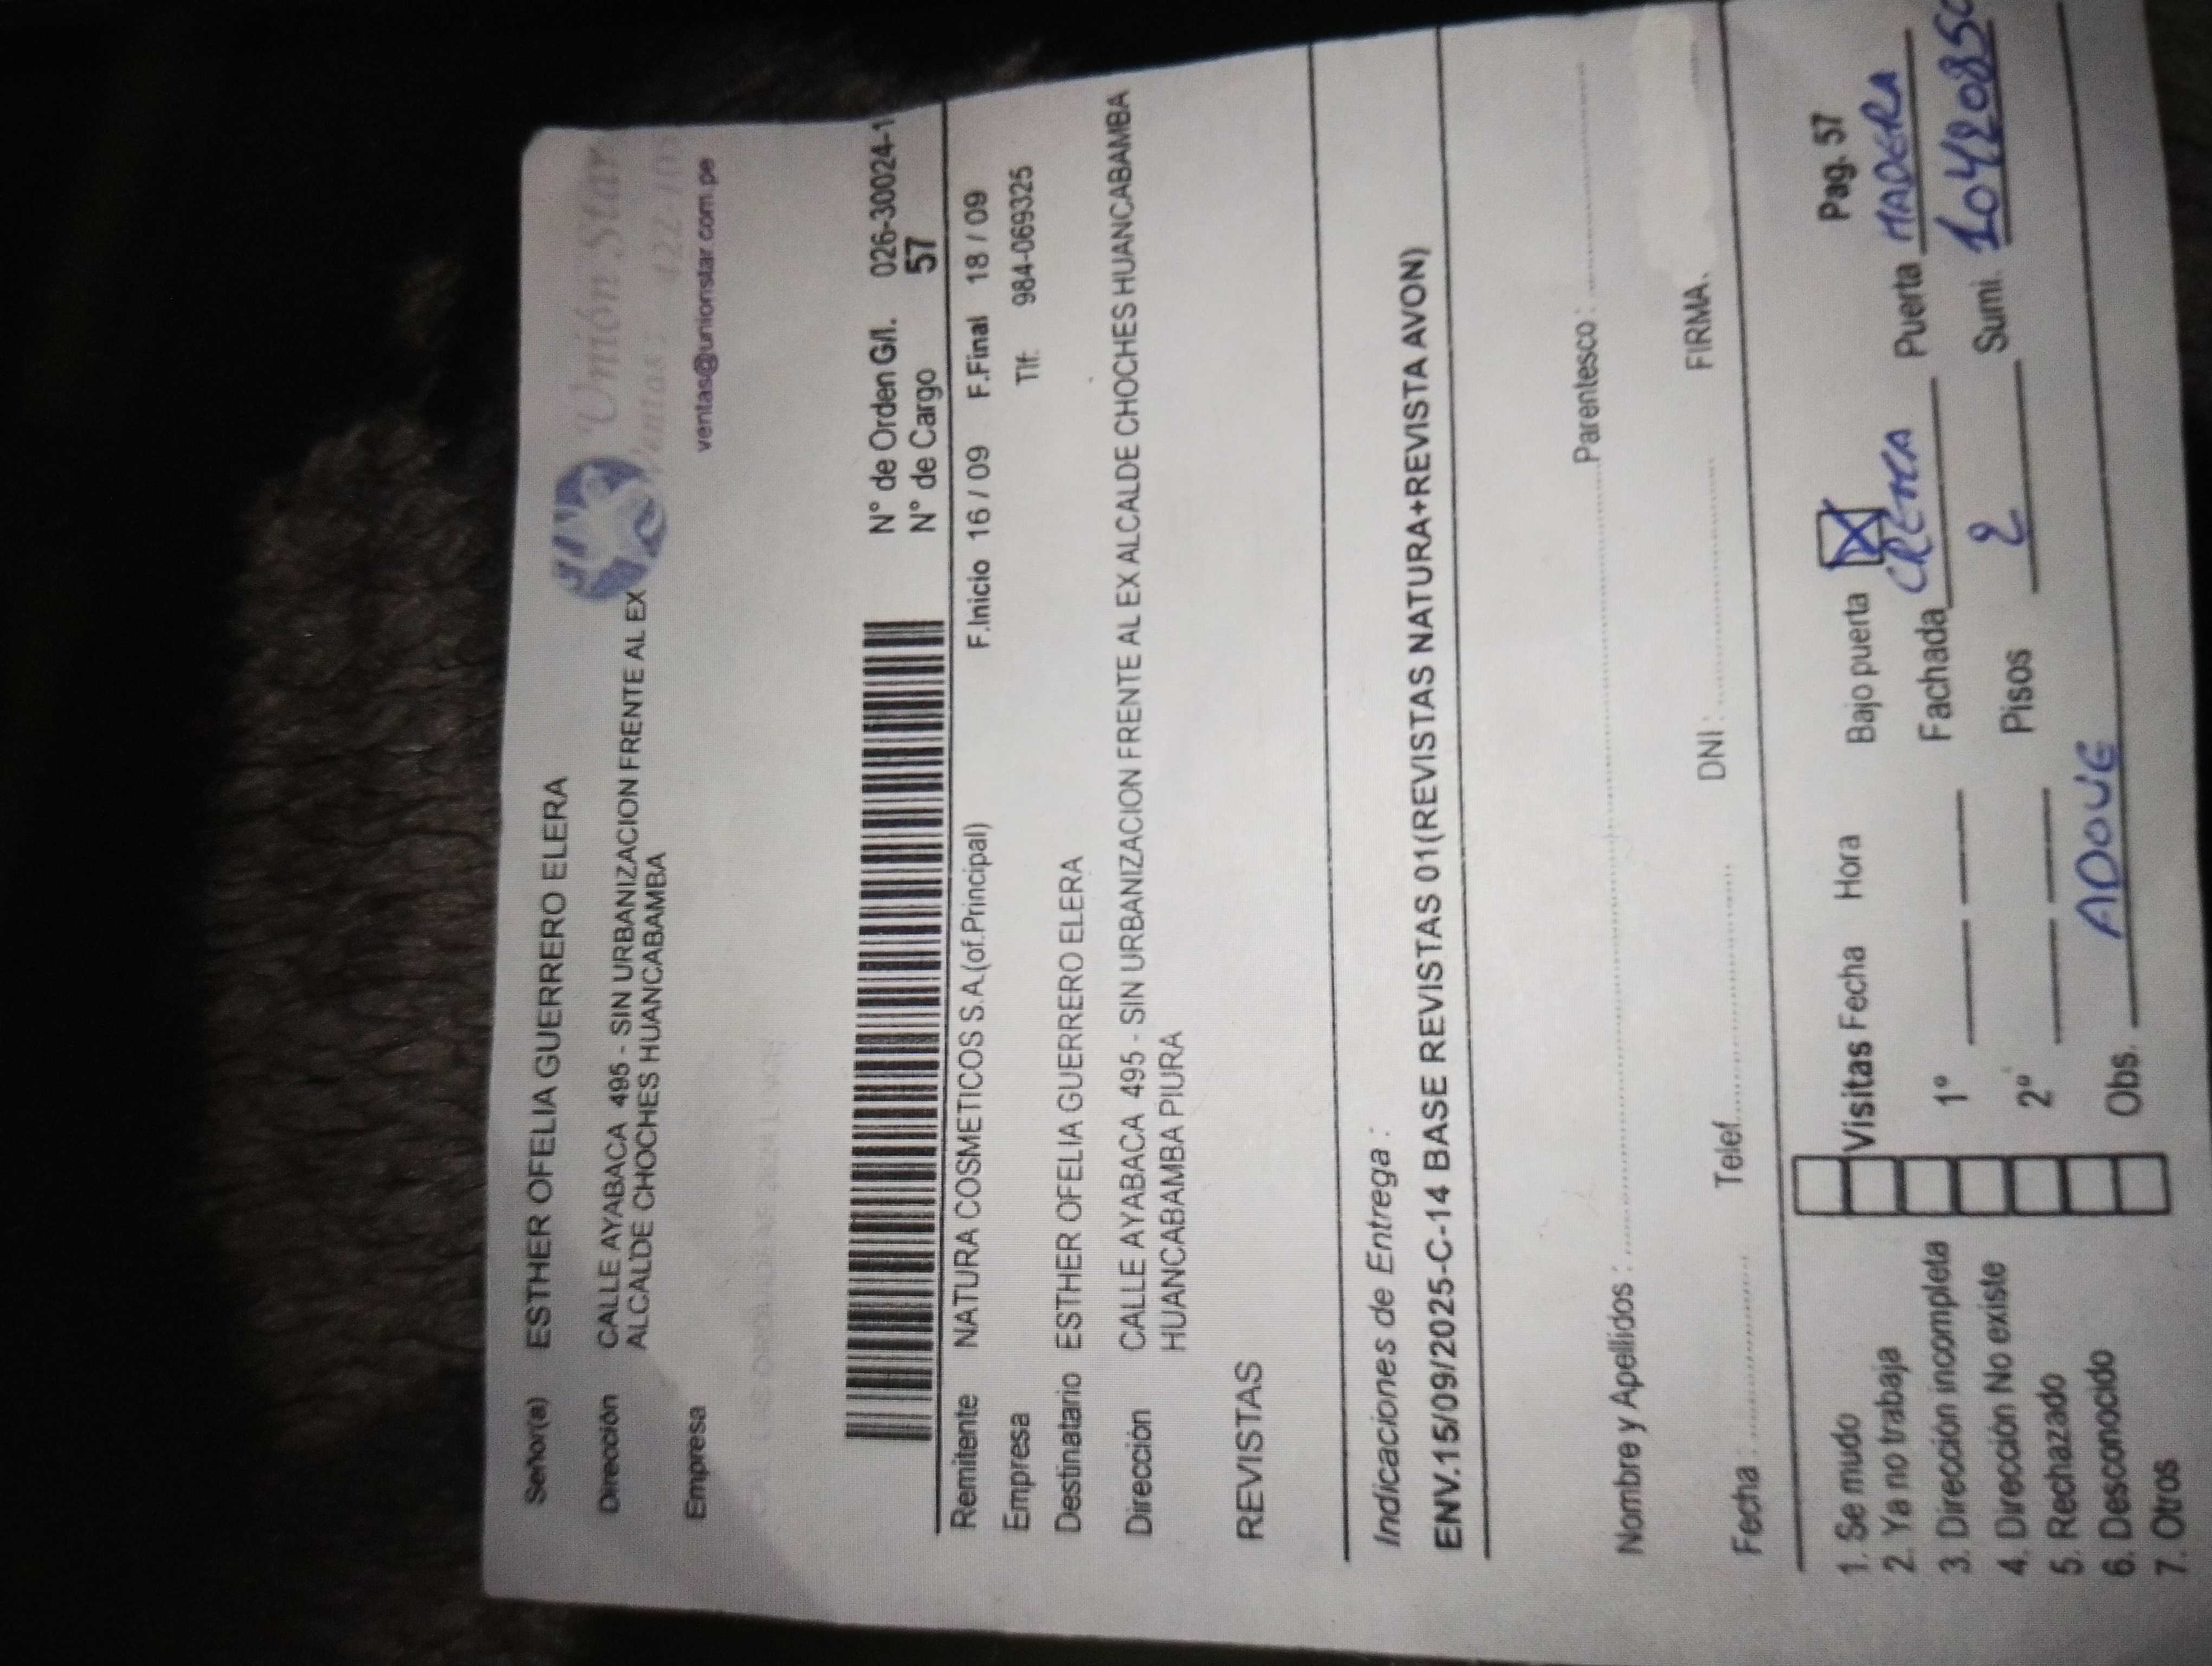 Señor(a) ESTHER OFELIA GUERRERO ELERA
Unión Star
Ventas :
Dirección CALLE AYABACA 495 - SIN URBANIZACION FRENTE AL EX
ALCALDE CHOCHES HUANCABAMBA
ventas@unionstar.com.pe
Empresa
N° de Orden G/I. 026-30024-1
N° de Cargo 57
Remitente NATURA COSMETICOS S.A.(of.Principal) F.Inicio 16 / 09 F.Final 18 / 09
Empresa Tlf: 984-069325
Destinatario ESTHER OFELIA GUERRERO ELERA
Dirección CALLE AYABACA 495 - SIN URBANIZACION FRENTE AL EX ALCALDE CHOCHES HUANCABAMBA
HUANCABAMBA PIURA
REVISTAS
Indicaciones de Entrega :
ENV.15/09/2025-C-14 BASE REVISTAS 01(REVISTAS NATURA+REVISTA AVON)
Nombre y Apellidos : Parentesco :
Fecha : Telef. DNI : FIRMA.
Pag. 57
1. Se mudo Visitas Fecha Hora Bajo puerta X
2. Ya no trabaja
3. Dirección incompleta 1° Fachada CREMA Puerta MADERA
4. Dirección No existe
5. Rechazado 2° Pisos 2 Sumi.
6. Desconocido Obs. ADOUE
7. Otros